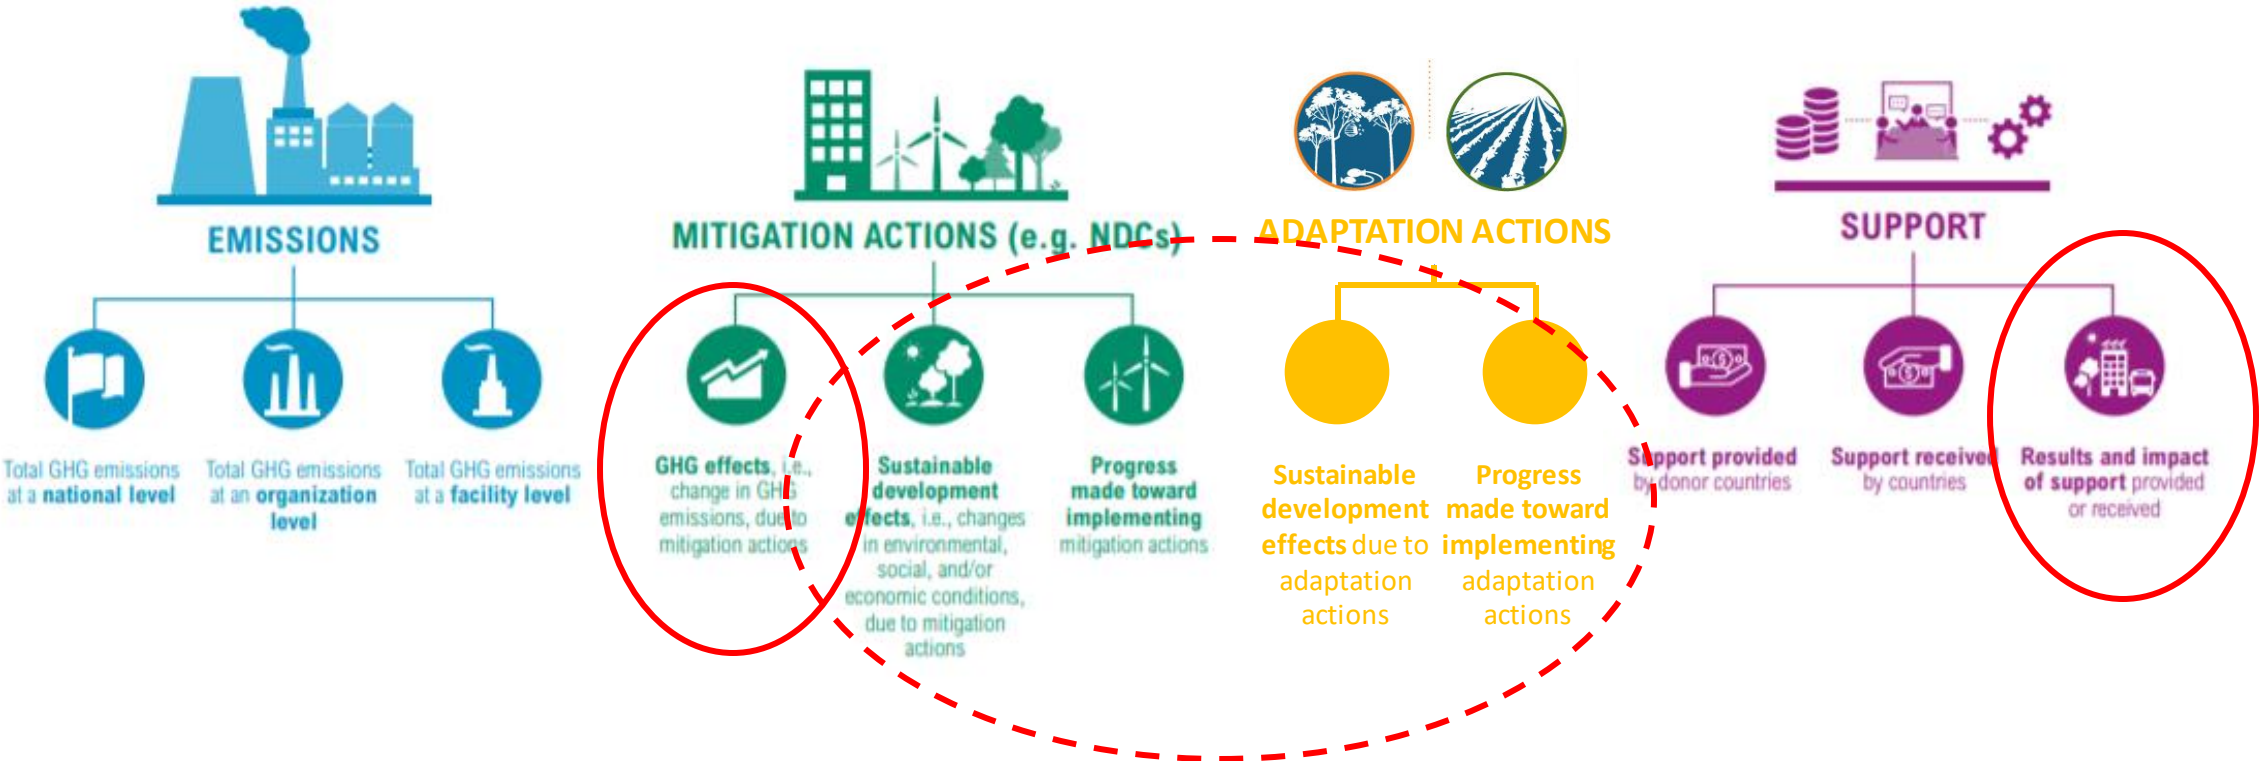 EMISSIONS
Total GHG emissions
at a national level
Total GHG emissions
at an organization
level
Total GHG emissions
at a facility level
MITIGATION ACTIONS (e.g. NDCs)
GHG effects, i.e.,
change in GHG
emissions, due to
mitigation actions
Sustainable
development
effects, i.e., changes
in environmental,
social, and/or
economic conditions,
due to mitigation
actions
Progress
made toward
implementing
mitigation actions
ADAPTATION ACTIONS
Sustainable
development
effects due to
adaptation
actions
Progress
made toward
implementing
adaptation
actions
SUPPORT
Support provided
by donor countries
Support received
by countries
Results and impact
of support provided
or received